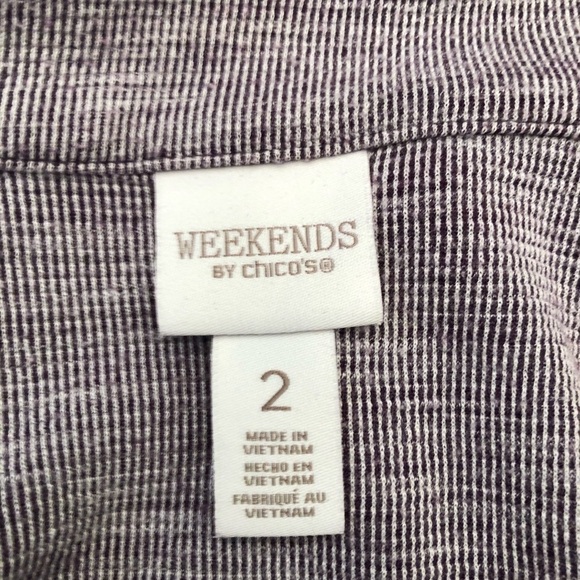 WEEKENDS
BY chico's®
2
MADE IN
VIETNAM
HECHO EN
VIETNAM
FABRIQUÉ AU
VIETNAM